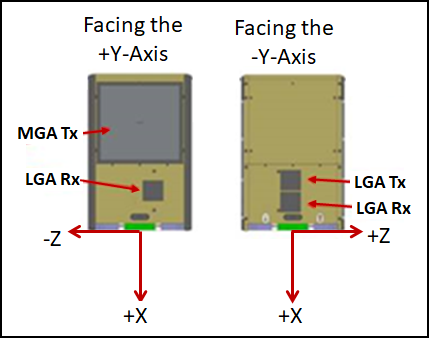 Facing the
+Y-Axis
Facing the
-Y-Axis
MGA Tx
LGA Rx
LGA Tx
LGA Rx
-Z
+Z
+X
+X